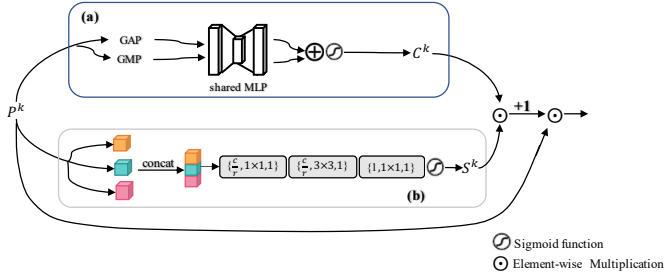 (a)
GAP
GMP
shared MLP
C^k
P^k
+1
concat
{c/r, 1×1,1}
{c/r, 3×3,1}
{1,1×1,1}
S^k
(b)
Sigmoid function
Element-wise Multiplication